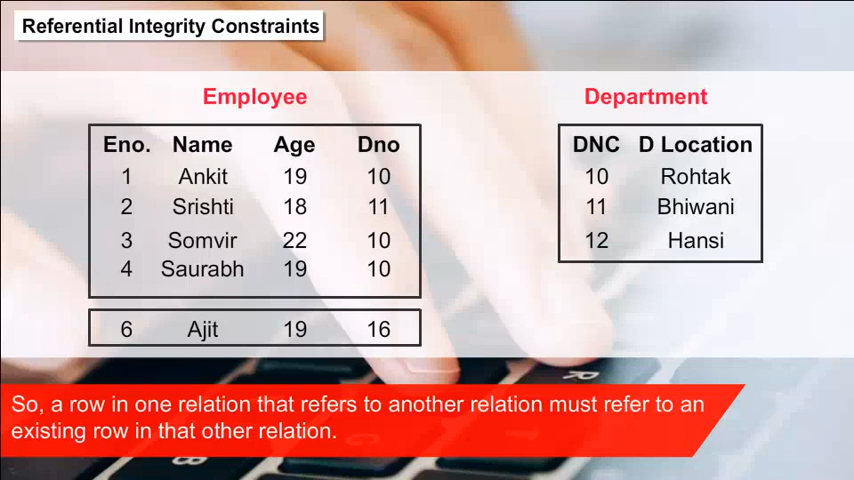 Referential Integrity Constraints
Employee
Department
Eno. Name Age Dno
1 Ankit 19 10
2 Srishti 18 11
3 Somvir 22 10
4 Saurabh 19 10
6 Ajit 19 16
DNC D Location
10 Rohtak
11 Bhiwani
12 Hansi
So, a row in one relation that refers to another relation must refer to an
existing row in that other relation.